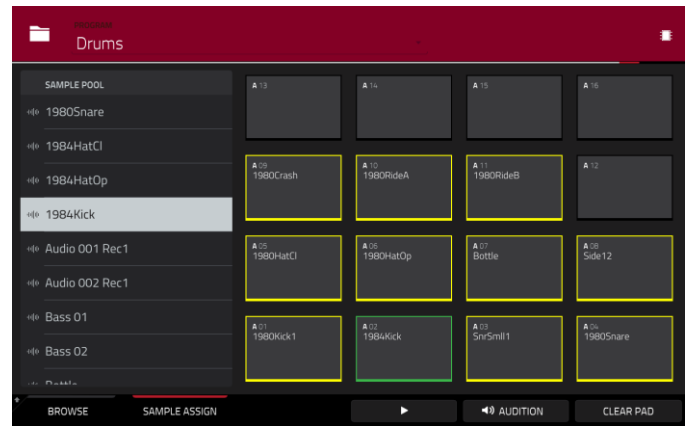 PROGRAM
Drums
SAMPLE POOL
1980Snare
1984HatCl
1984HatOp
1984Kick
Audio 001 Rec1
Audio 002 Rec1
Bass 01
Bass 02
Bottle
A 13
A 14
A 15
A 16
A 09
1980Crash
A 10
1980RideA
A 11
1980RideB
A 12
A 05
1980HatCl
A 06
1980HatOp
A 07
Bottle
A 08
Side12
A 01
1980Kick1
A 02
1984Kick
A 03
SnrSmll1
A 04
1980Snare
BROWSE
SAMPLE ASSIGN
AUDITION
CLEAR PAD